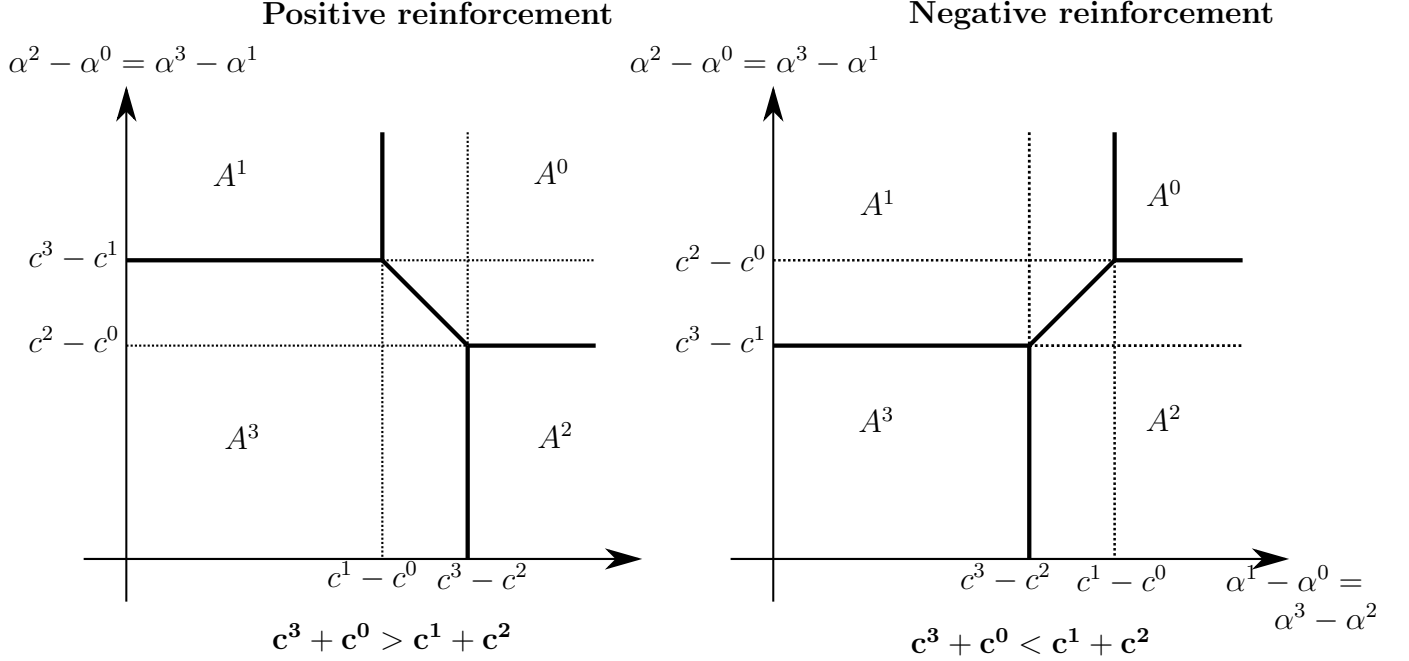 Positive reinforcement
Negative reinforcement
α² − α⁰ = α³ − α¹
α² − α⁰ = α³ − α¹
A¹
A⁰
A¹
A⁰
c³ − c¹
c² − c⁰
c² − c⁰
c³ − c¹
A³
A²
A³
A²
c¹ − c⁰
c³ − c²
c³ − c²
c¹ − c⁰
α¹ − α⁰ =
α³ − α²
c³ + c⁰ > c¹ + c²
c³ + c⁰ < c¹ + c²